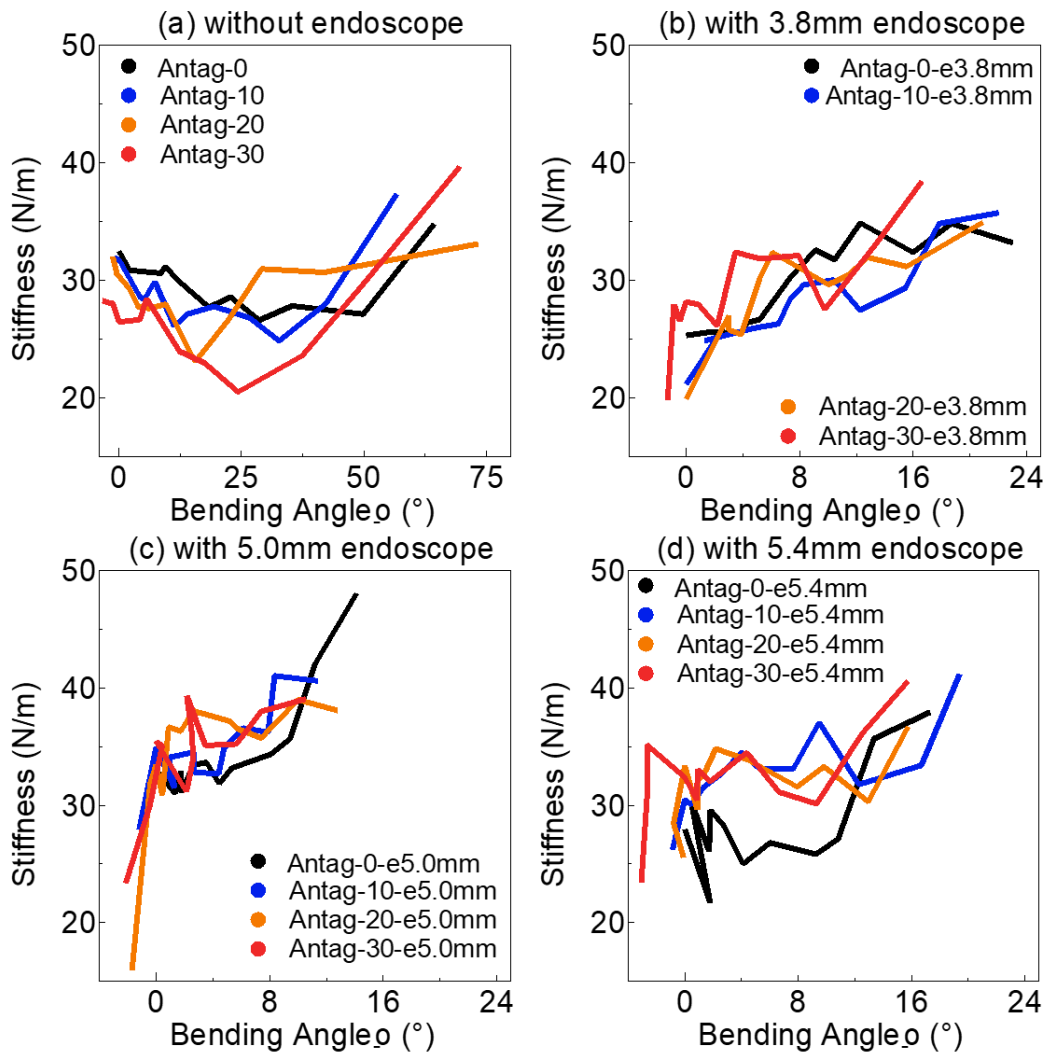 (a) without endoscope
50
40
30
20
Stiffness (N/m)
Antag-0
Antag-10
Antag-20
Antag-30
0 25 50 75
Bending Angle_o (°)
(b) with 3.8mm endoscope
50
40
30
20
Stiffness (N/m)
Antag-0-e3.8mm
Antag-10-e3.8mm
Antag-20-e3.8mm
Antag-30-e3.8mm
0 8 16 24
Bending Angle_o (°)
(c) with 5.0mm endoscope
50
40
30
20
Stiffness (N/m)
Antag-0-e5.0mm
Antag-10-e5.0mm
Antag-20-e5.0mm
Antag-30-e5.0mm
0 8 16 24
Bending Angle_o (°)
(d) with 5.4mm endoscope
50
40
30
20
Stiffness (N/m)
Antag-0-e5.4mm
Antag-10-e5.4mm
Antag-20-e5.4mm
Antag-30-e5.4mm
0 8 16 24
Bending Angle_o (°)